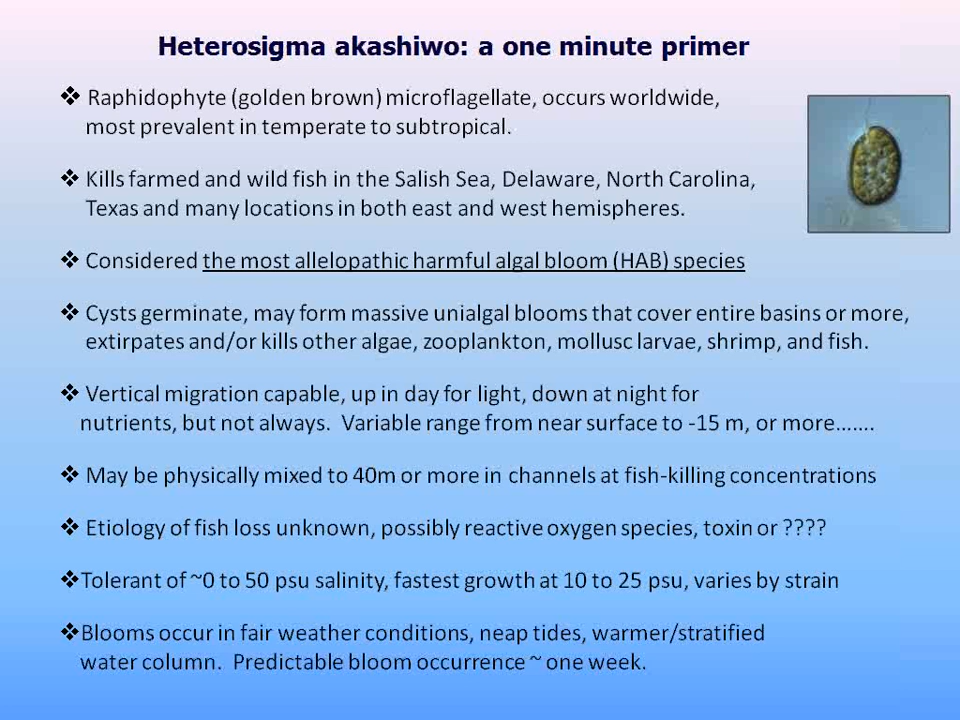 Heterosigma akashiwo: a one minute primer
❖ Raphidophyte (golden brown) microflagellate, occurs worldwide,
most prevalent in temperate to subtropical.
❖ Kills farmed and wild fish in the Salish Sea, Delaware, North Carolina,
Texas and many locations in both east and west hemispheres.
❖ Considered the most allelopathic harmful algal bloom (HAB) species
❖ Cysts germinate, may form massive unialgal blooms that cover entire basins or more,
extirpates and/or kills other algae, zooplankton, mollusc larvae, shrimp, and fish.
❖ Vertical migration capable, up in day for light, down at night for
nutrients, but not always. Variable range from near surface to -15 m, or more.......
❖ May be physically mixed to 40m or more in channels at fish-killing concentrations
❖ Etiology of fish loss unknown, possibly reactive oxygen species, toxin or ????
❖Tolerant of ~0 to 50 psu salinity, fastest growth at 10 to 25 psu, varies by strain
❖Blooms occur in fair weather conditions, neap tides, warmer/stratified
water column. Predictable bloom occurrence ~ one week.